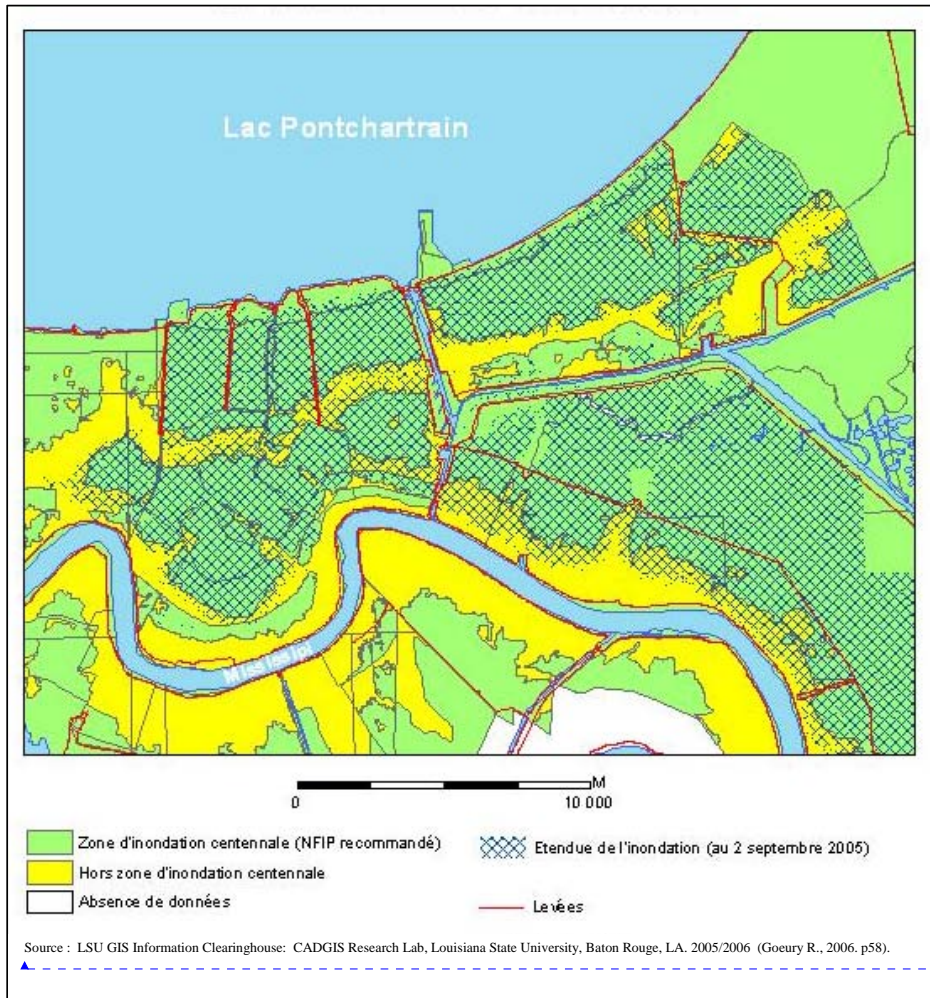 Lac Pontchartrain
Mississipi
M
0 10 000
Zone d'inondation centennale (NFIP recommandé)
Hors zone d'inondation centennale
Absence de données
Etendue de l'inondation (au 2 septembre 2005)
Levées
Source : LSU GIS Information Clearinghouse: CADGIS Research Lab, Louisiana State University, Baton Rouge, LA. 2005/2006 (Goeury R., 2006. p58).